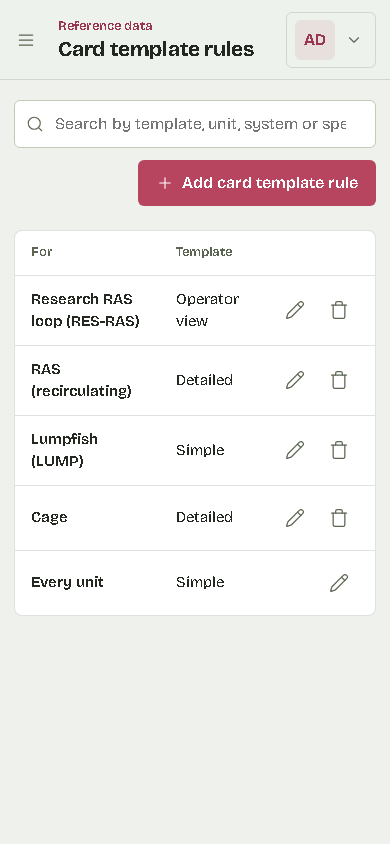 Reference data
Card template rules
AD
Search by template, unit, system or spe
Add card template rule
For Template
Research RAS
loop (RES-RAS)
Operator
view
RAS
(recirculating)
Detailed
Lumpfish
(LUMP)
Simple
Cage Detailed
Every unit Simple